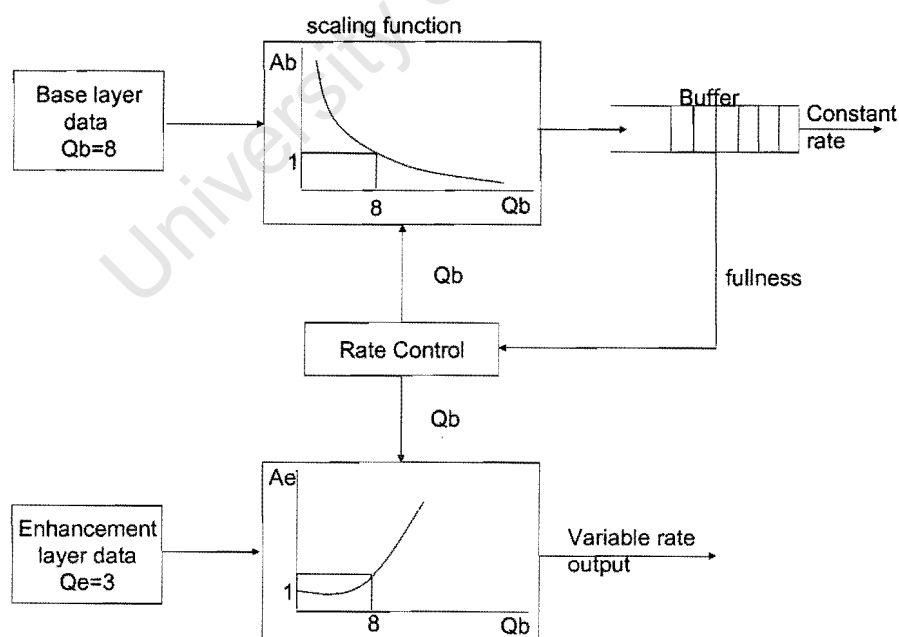 scaling function
Ab
1
8
Qb
Base layer
data
Qb=8
Buffer
Constant
rate
Qb
fullness
Rate Control
Qb
Ae
1
8
Qb
Enhancement
layer data
Qe=3
Variable rate
output
University